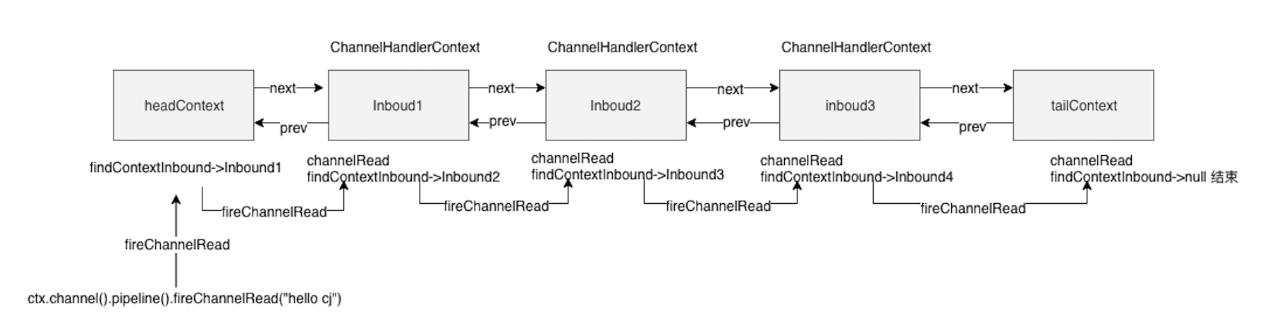 ChannelHandlerContext
ChannelHandlerContext
ChannelHandlerContext
headContext
next
prev
Inboud1
next
prev
Inboud2
next
prev
inboud3
next
prev
tailContext
findContextInbound->Inbound1
channelRead
findContextInbound->Inbound2
channelRead
findContextInbound->Inbound3
channelRead
findContextInbound->Inbound4
channelRead
findContextInbound->null 结束
fireChannelRead
fireChannelRead
fireChannelRead
fireChannelRead
fireChannelRead
ctx.channel().pipeline().fireChannelRead("hello cj")